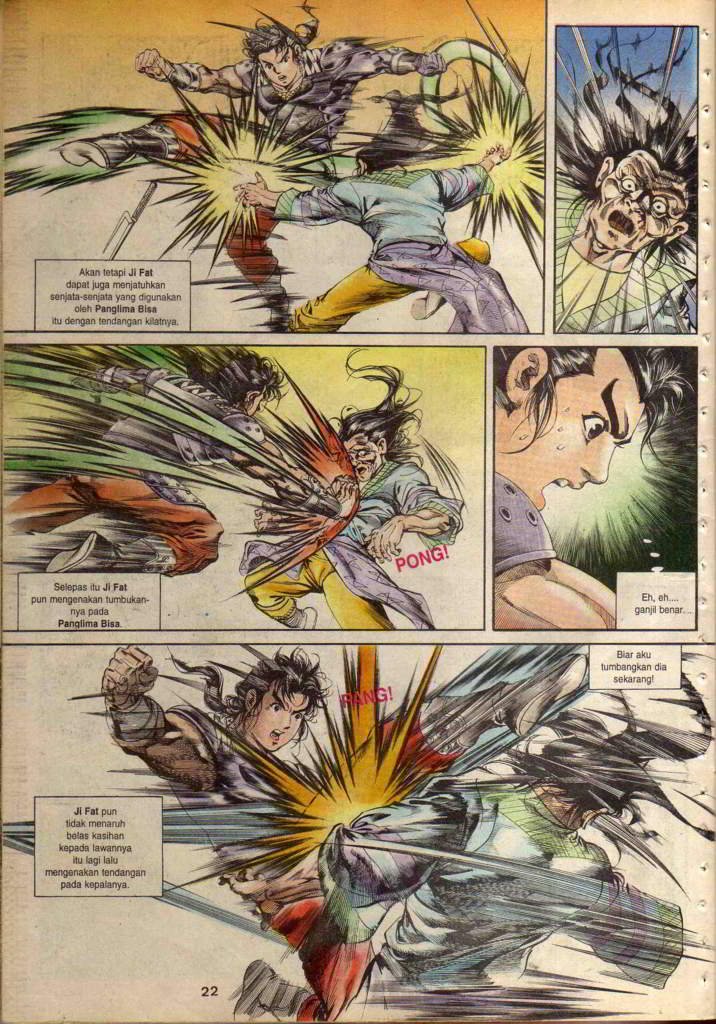 Akan tetapi Ji Fat
dapat juga menjatuhkan
senjata-senjata yang digunakan
oleh Panglima Bisa
itu dengan tendangan kilatnya.
Selepas itu Ji Fat
pun mengenakan tumbukan-
nya pada
Panglima Bisa.
PONG!
Eh, eh....
ganjil benar...
Biar aku
tumbangkan dia
sekarang!
PANG!
Ji Fat pun
tidak menaruh
belas kasihan
kepada lawannya
itu lagi lalu
mengenakan tendangan
pada kepalanya.
22